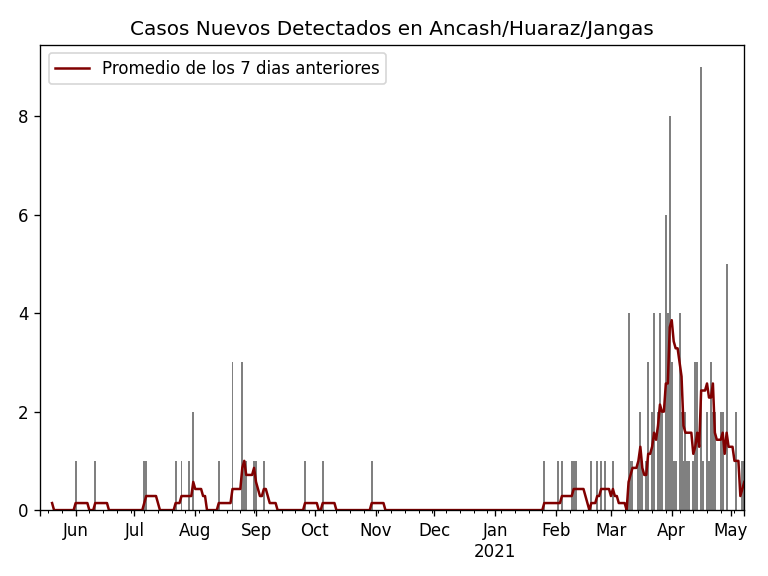 Casos Nuevos Detectados en Ancash/Huaraz/Jangas
Promedio de los 7 dias anteriores
8
6
4
2
0
Jun Jul Aug Sep Oct Nov Dec Jan Feb Mar Apr May
2021